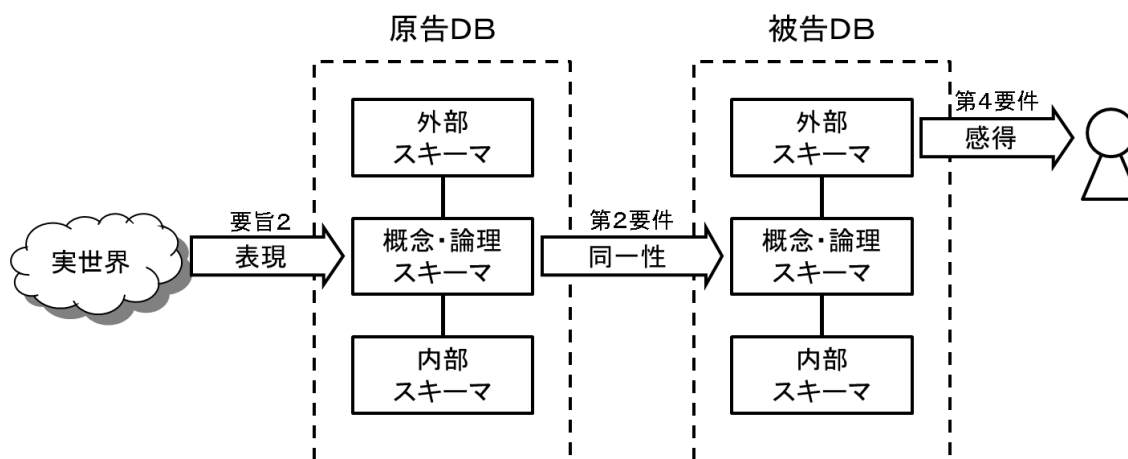 原告DB
被告DB
外部
スキーマ
外部
スキーマ
第4要件
感得
実世界
要旨2
表現
概念・論理
スキーマ
第2要件
同一性
概念・論理
スキーマ
内部
スキーマ
内部
スキーマ